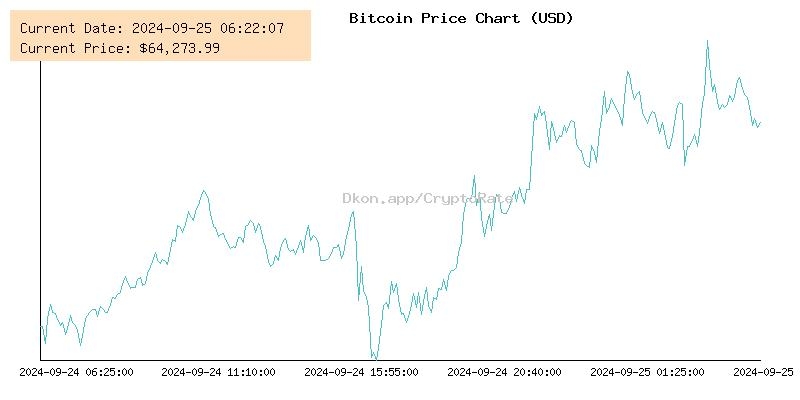 Bitcoin Price Chart (USD)
Current Date: 2024-09-25 06:22:07
Current Price: $64,273.99
Dkon.app/CryptoRate
2024-09-24 06:25:00 2024-09-24 11:10:00 2024-09-24 15:55:00 2024-09-24 20:40:00 2024-09-25 01:25:00 2024-09-25